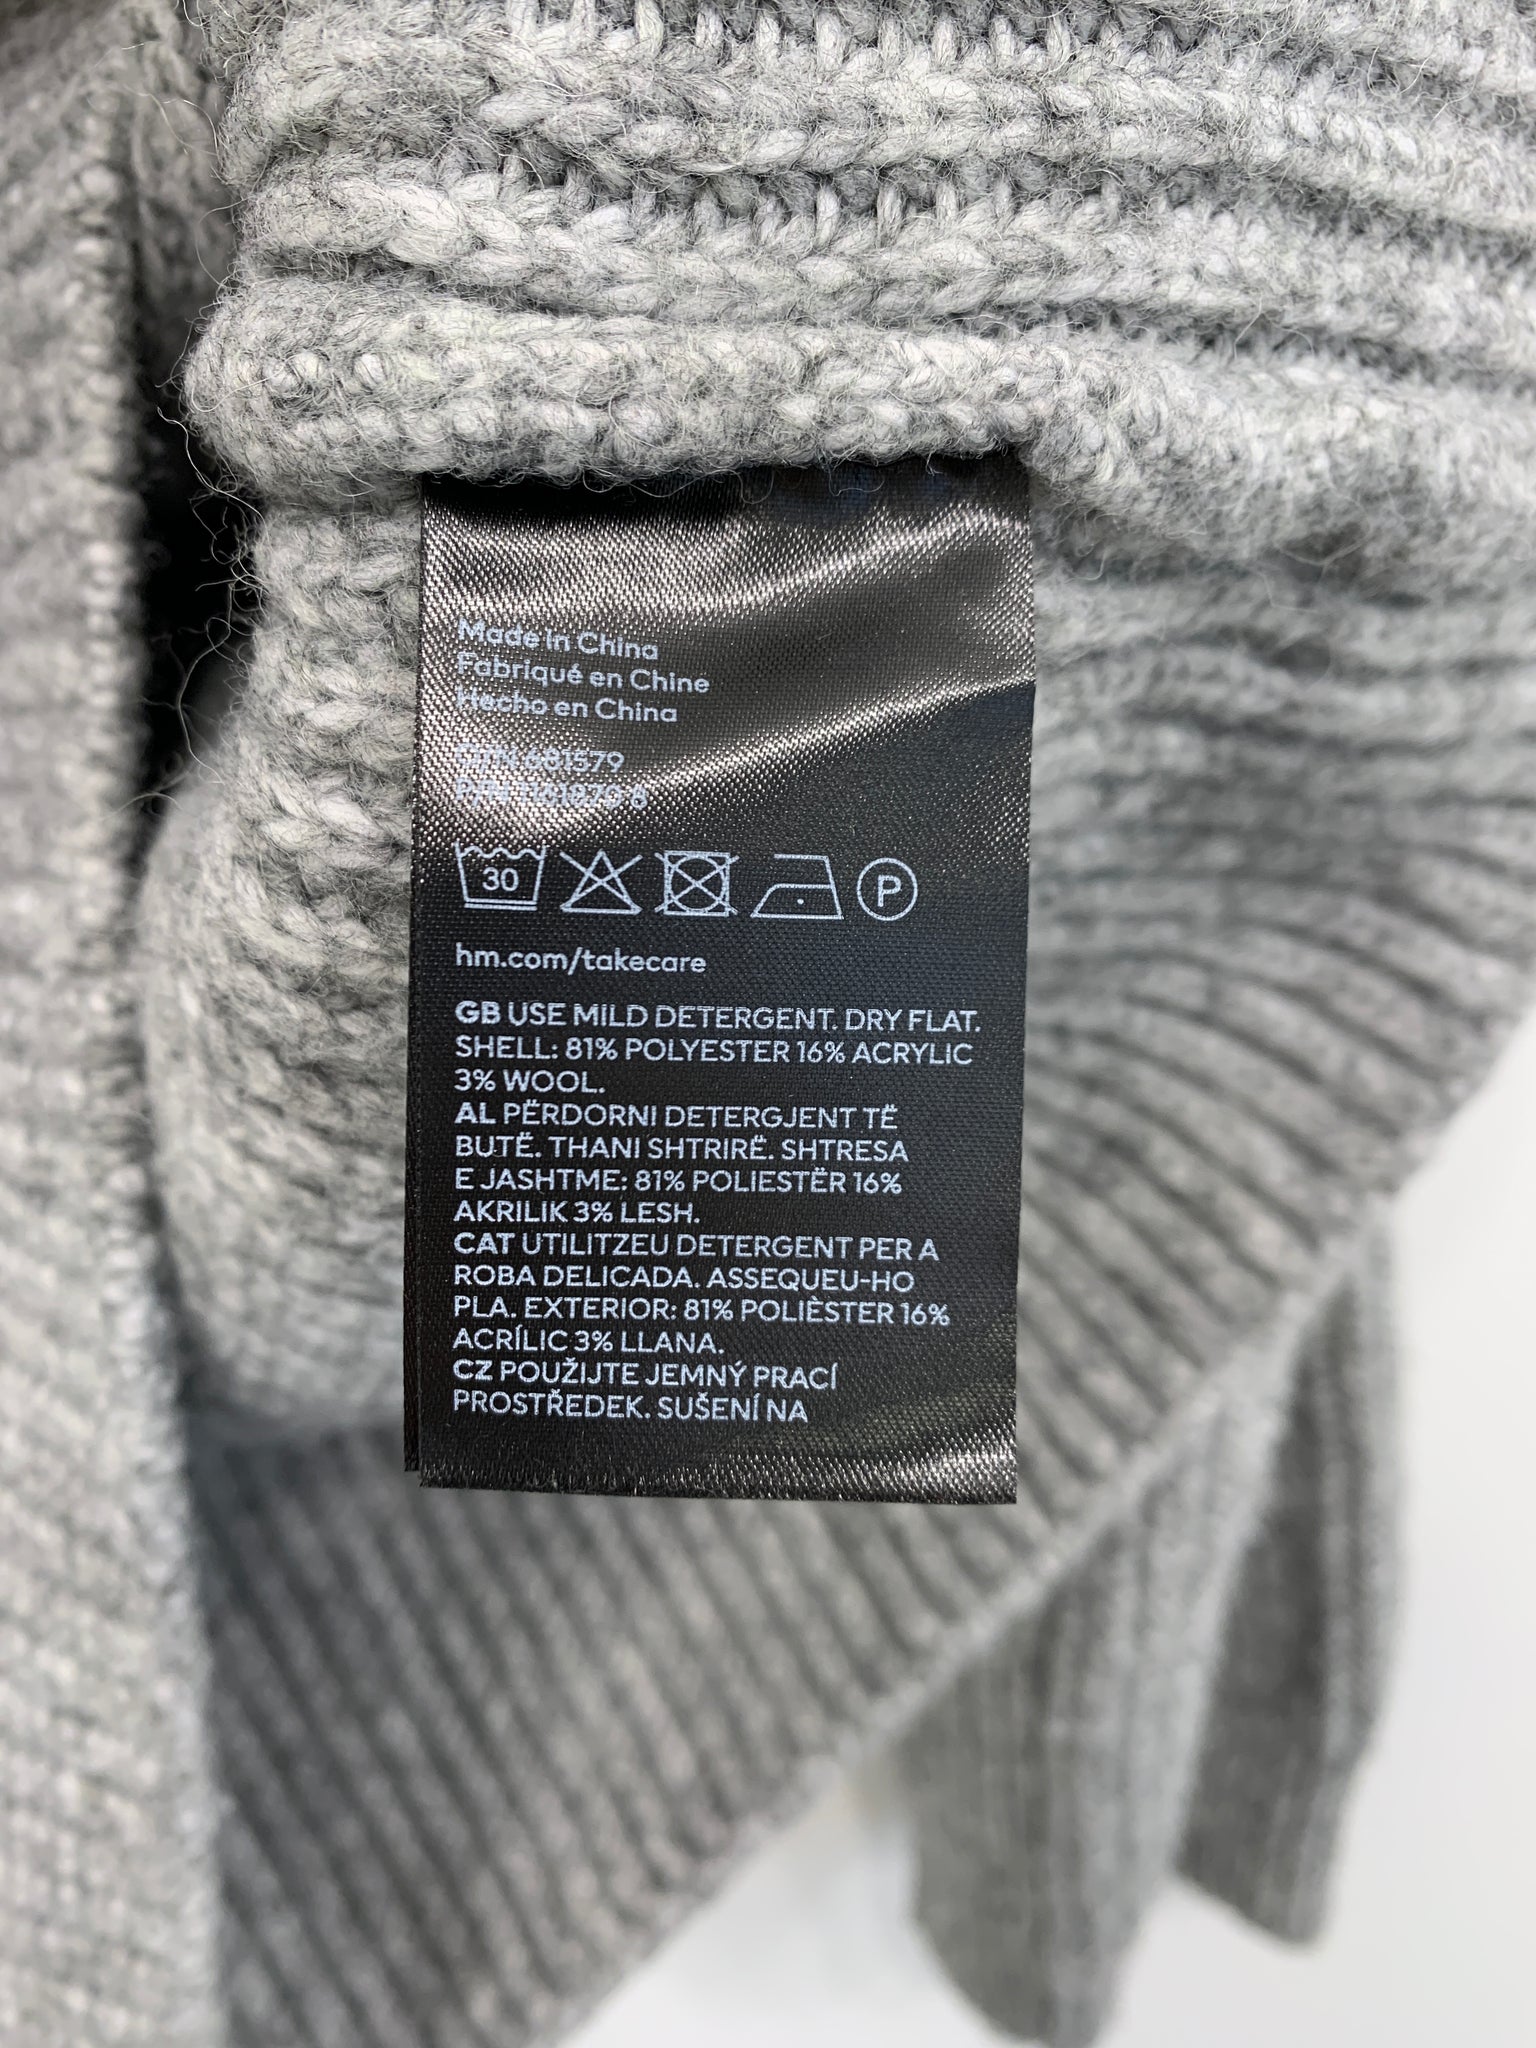 Made in China
Fabriqué en Chine
Hecho en China
681579
P/N
30
P
hm.com/takecare
GB USE MILD DETERGENT. DRY FLAT.
SHELL: 81% POLYESTER 16% ACRYLIC
3% WOOL.
AL PËRDORNI DETERGJENT TË
BUTË. THANI SHTRIRË. SHTRESA
E JASHTME: 81% POLIESTËR 16%
AKRILIK 3% LESH.
CAT UTILITZEU DETERGENT PER A
ROBA DELICADA. ASSEQUEU-HO
PLA. EXTERIOR: 81% POLIÈSTER 16%
ACRÍLIC 3% LLANA.
CZ POUŽIJTE JEMNÝ PRACÍ
PROSTŘEDEK. SUŠENÍ NA